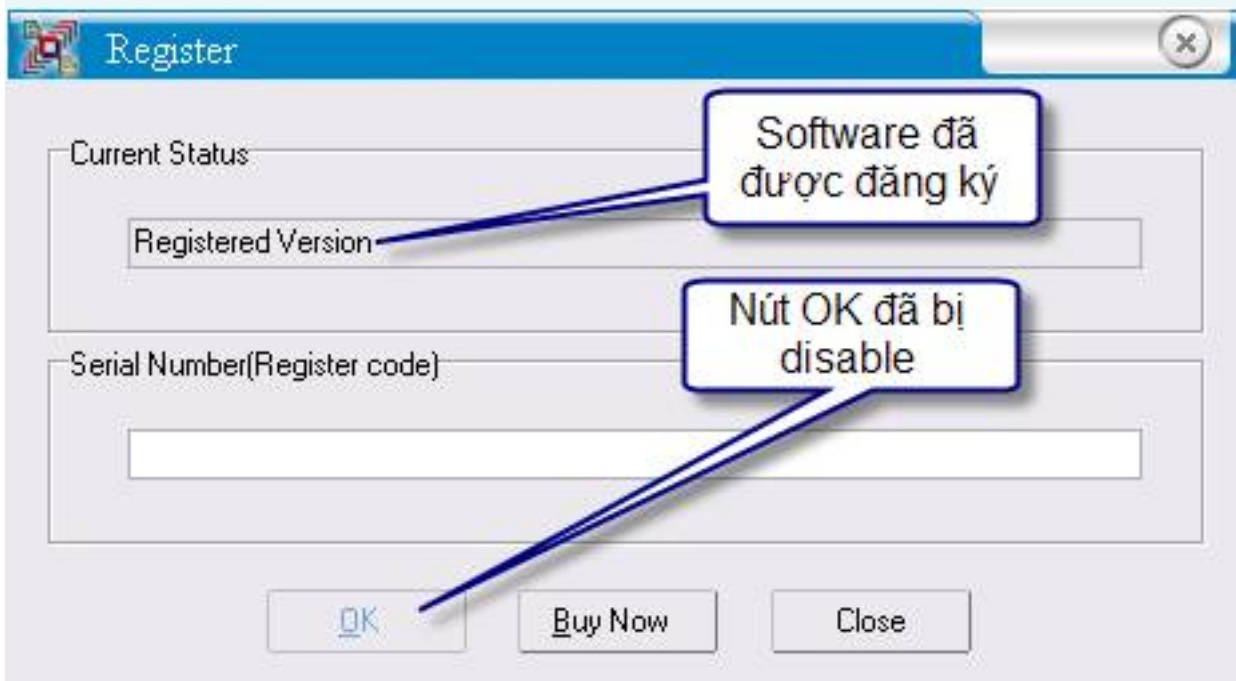 Register
Current Status
Software đã
được đăng ký
Registered Version
Nút OK đã bị
disable
Serial Number(Register code)
OK
Buy Now
Close